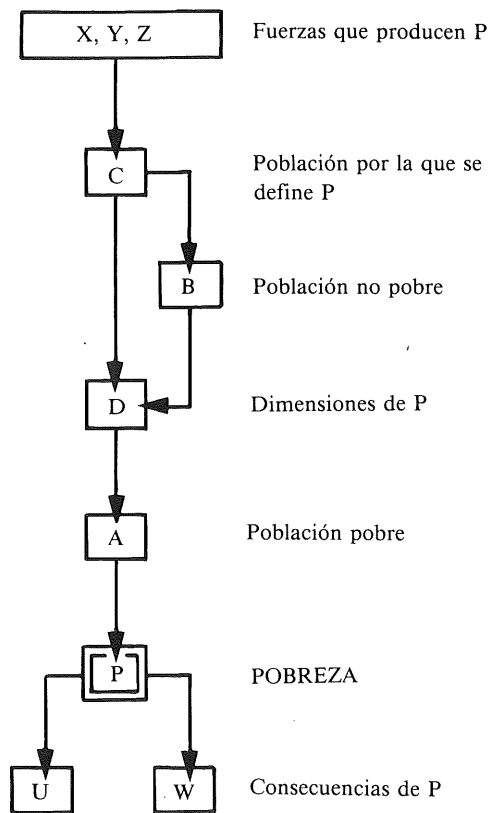 X, Y, Z Fuerzas que producen P
C Población por la que se
define P
B Población no pobre
D Dimensiones de P
A Población pobre
P POBREZA
U W Consecuencias de P